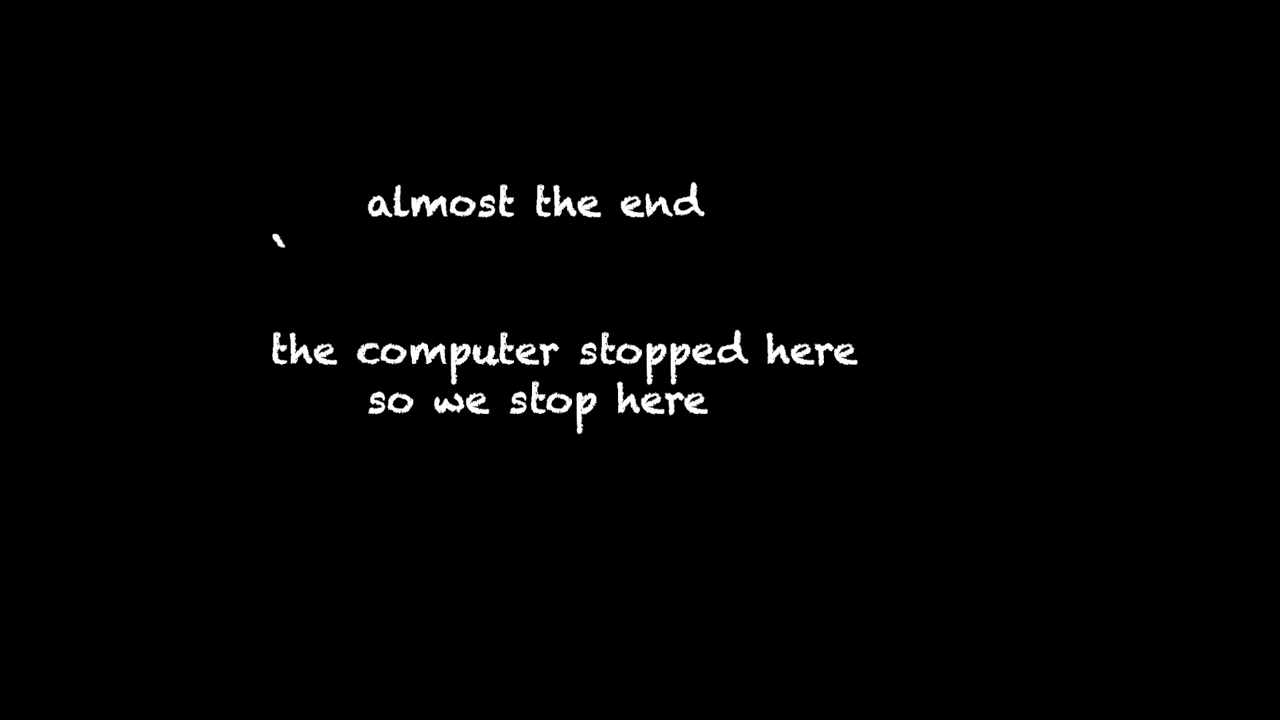 almost the end
`
the computer stopped here
so we stop here